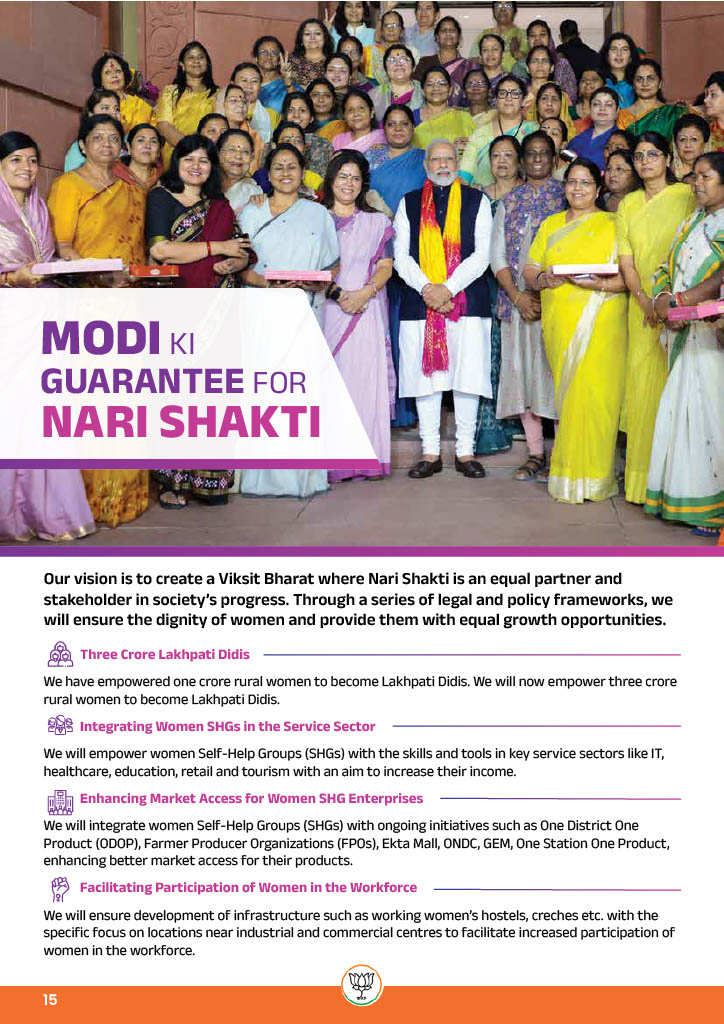 MODI KI
GUARANTEE FOR
NARI SHAKTI
Our vision is to create a Viksit Bharat where Nari Shakti is an equal partner and
stakeholder in society's progress. Through a series of legal and policy frameworks, we
will ensure the dignity of women and provide them with equal growth opportunities.
Three Crore Lakhpati Didis
We have empowered one crore rural women to become Lakhpati Didis. We will now empower three crore
rural women to become Lakhpati Didis.
Integrating Women SHGs in the Service Sector
We will empower women Self-Help Groups (SHGs) with the skills and tools in key service sectors like IT,
healthcare, education, retail and tourism with an aim to increase their income.
Enhancing Market Access for Women SHG Enterprises
We will integrate women Self-Help Groups (SHGs) with ongoing initiatives such as One District One
Product (ODOP), Farmer Producer Organizations (FPOs), Ekta Mall, ONDC, GEM, One Station One Product,
enhancing better market access for their products.
Facilitating Participation of Women in the Workforce
We will ensure development of infrastructure such as working women's hostels, creches etc. with the
specific focus on locations near industrial and commercial centres to facilitate increased participation of
women in the workforce.
15